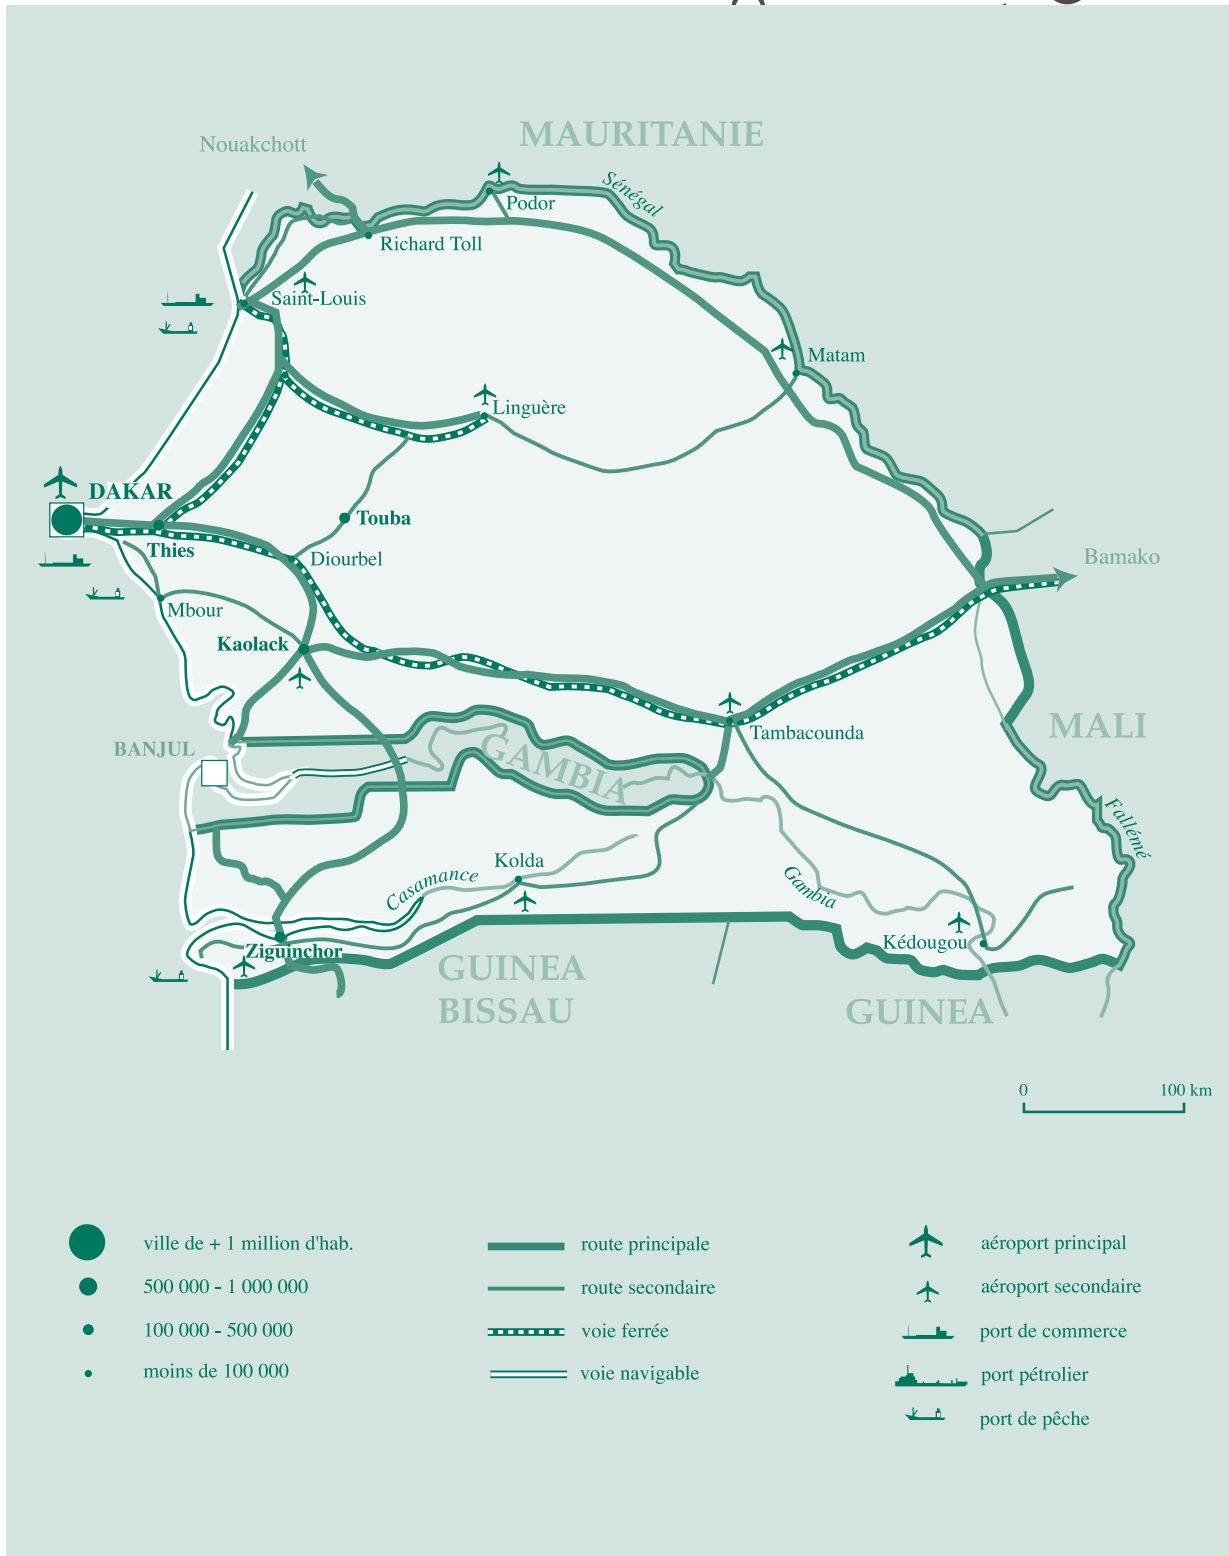 MAURITANIE
Nouakchott
Sénégal
Podor
Richard Toll
Saint-Louis
Matam
Linguère
DAKAR
Touba
Thies
Diourbel
Bamako
Mbour
Kaolack
MALI
Tambacounda
BANJUL
GAMBIA
Fallémé
Kolda
Casamance
Gambia
Kédougou
Ziguinchor
GUINEA
BISSAU
GUINEA
0 100 km
ville de + 1 million d'hab.
500 000 - 1 000 000
100 000 - 500 000
moins de 100 000
route principale
route secondaire
voie ferrée
voie navigable
aéroport principal
aéroport secondaire
port de commerce
port pétrolier
port de pêche